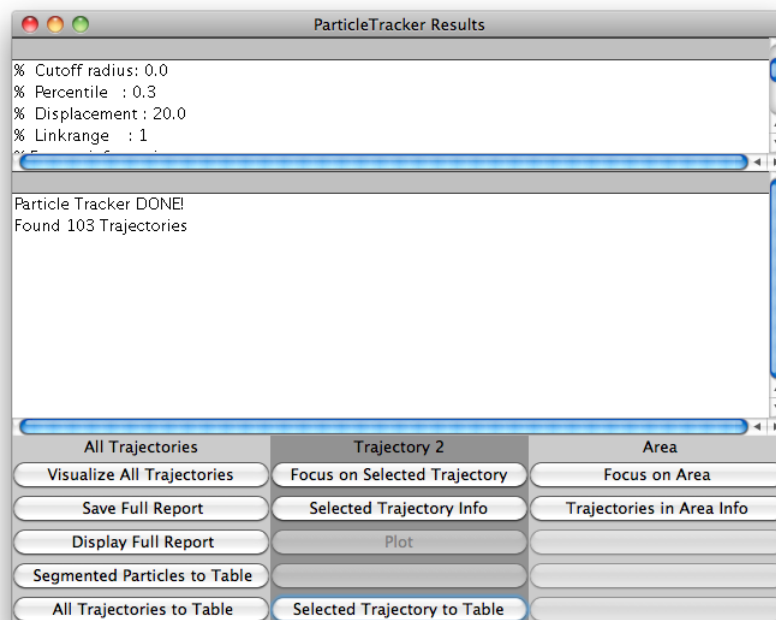 ParticleTracker Results
% Cutoff radius: 0.0
% Percentile : 0.3
% Displacement : 20.0
% Linkrange : 1
Particle Tracker DONE!
Found 103 Trajectories
All Trajectories Trajectory 2 Area
Visualize All Trajectories Focus on Selected Trajectory Focus on Area
Save Full Report Selected Trajectory Info Trajectories in Area Info
Display Full Report Plot
Segmented Particles to Table
All Trajectories to Table Selected Trajectory to Table